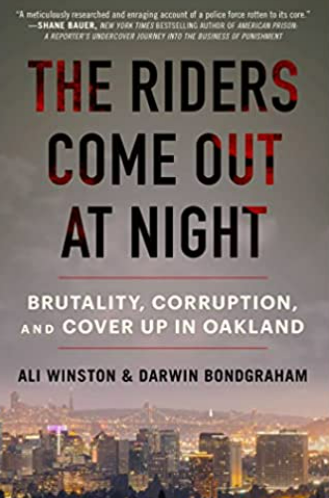 "A meticulously researched and enraging account of a police force rotten to its core."
—SHANE BAUER, NEW YORK TIMES BESTSELLING AUTHOR OF AMERICAN PRISON:
A REPORTER'S UNDERCOVER JOURNEY INTO THE BUSINESS OF PUNISHMENT
THE RIDERS
COME OUT
AT NIGHT
BRUTALITY, CORRUPTION,
AND COVER UP IN OAKLAND
ALI WINSTON & DARWIN BONDGRAHAM